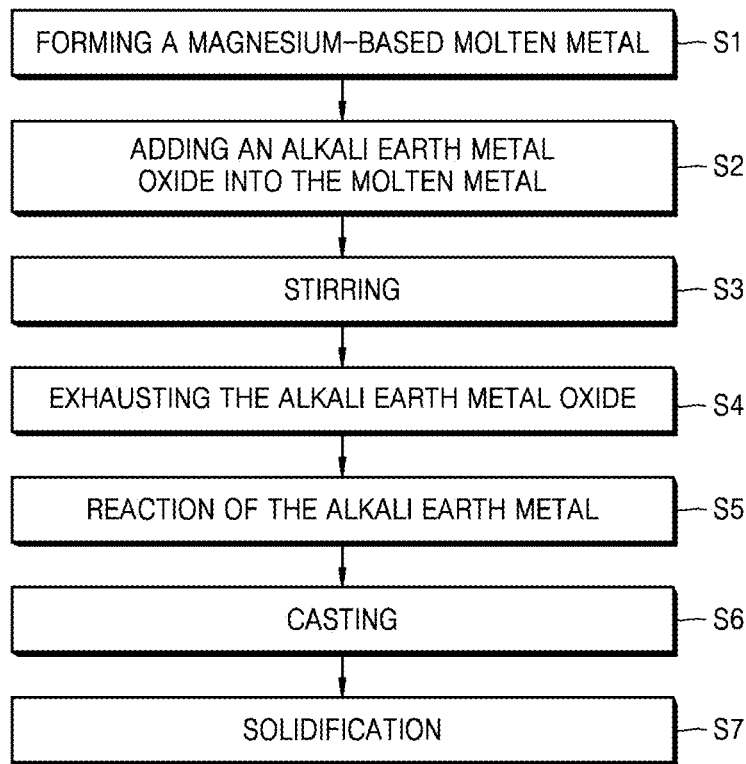 FORMING A MAGNESIUM-BASED MOLTEN METAL S1
ADDING AN ALKALI EARTH METAL
OXIDE INTO THE MOLTEN METAL S2
STIRRING S3
EXHAUSTING THE ALKALI EARTH METAL OXIDE S4
REACTION OF THE ALKALI EARTH METAL S5
CASTING S6
SOLIDIFICATION S7